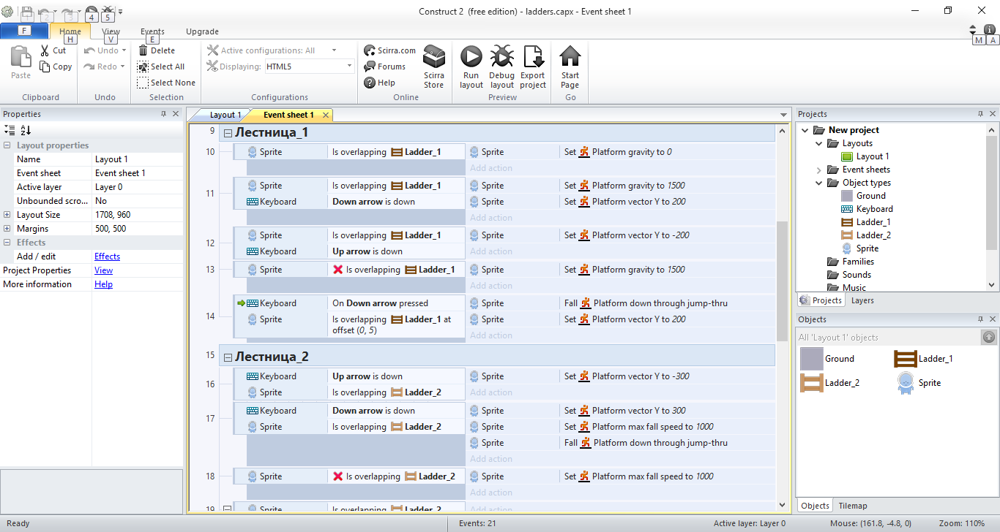 Construct 2 (free edition) - ladders.capx - Event sheet 1
1 2 3 4 5
F Home View Events Upgrade
H V E M A
Paste Cut Copy
Clipboard
Undo
Redo
Undo
Delete
Select All
Select None
Selection
Active configurations: All
Displaying: HTML5
Configurations
Scirra.com
Forums
Help
Scirra Store
Online
Run layout
Debug layout
Export project
Preview
Start Page
Go
Properties
Layout properties
Name Layout 1
Event sheet Event sheet 1
Active layer Layer 0
Unbounded scro... No
Layout Size 1708, 960
Margins 500, 500
Effects
Add / edit Effects
Project Properties View
More information Help
Layout 1 Event sheet 1
9 Лестница_1
10 Sprite Is overlapping Ladder_1 Sprite Set Platform gravity to 0
Add action
11 Sprite Is overlapping Ladder_1 Sprite Set Platform gravity to 1500
Keyboard Down arrow is down Sprite Set Platform vector Y to 200
Add action
12 Sprite Is overlapping Ladder_1 Sprite Set Platform vector Y to -200
Keyboard Up arrow is down Add action
13 Sprite Is overlapping Ladder_1 Sprite Set Platform gravity to 1500
Add action
14 Keyboard On Down arrow pressed Sprite Fall Platform down through jump-thru
Sprite Is overlapping Ladder_1 at offset (0, 5) Sprite Set Platform vector Y to 200
Add action
15 Лестница_2
16 Keyboard Up arrow is down Sprite Set Platform vector Y to -300
Sprite Is overlapping Ladder_2 Add action
17 Keyboard Down arrow is down Sprite Set Platform vector Y to 300
Sprite Is overlapping Ladder_2 Sprite Set Platform max fall speed to 1000
Sprite Fall Platform down through jump-thru
Add action
18 Sprite Is overlapping Ladder_2 Sprite Set Platform max fall speed to 1000
Add action
19 Sprite Is overlapping Ladder_2 Add action
Projects
New project
Layouts
Layout 1
Event sheets
Object types
Ground
Keyboard
Ladder_1
Ladder_2
Sprite
Families
Sounds
Music
Projects Layers
Objects
All 'Layout 1' objects
Ground Ladder_1
Ladder_2 Sprite
Objects Tilemap
Ready Events: 21 Active layer: Layer 0 Mouse: (161.8, -4.8, 0) Zoom: 110%